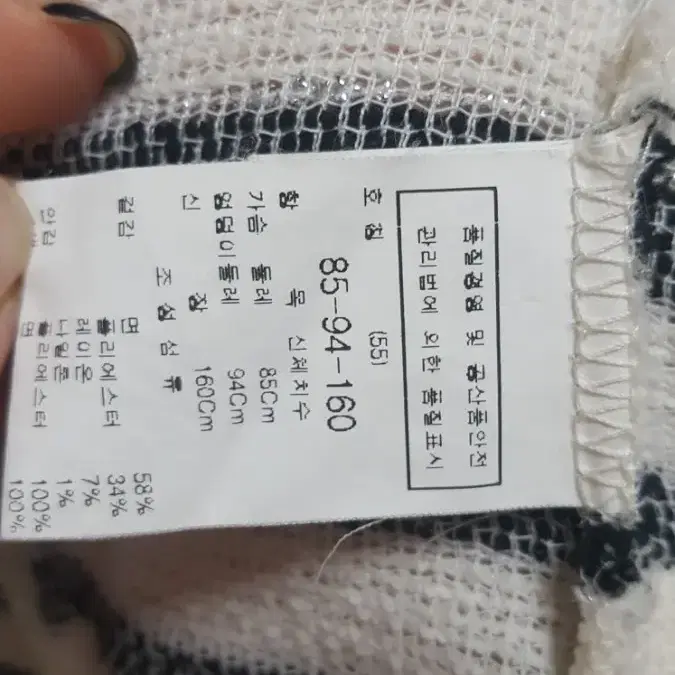 품질경영 및 공산품안전
관리법에 의한 품질표시
호칭 (55)
85-94-160
항 목 신체치수
가슴 둘레 85Cm
엉덩이둘레 94Cm
신 장 160Cm
조 성 섬 유
겉감 면 58%
폴리에스터 34%
레이온 7%
나일론 1%
안감 폴리에스터 100%
면 100%